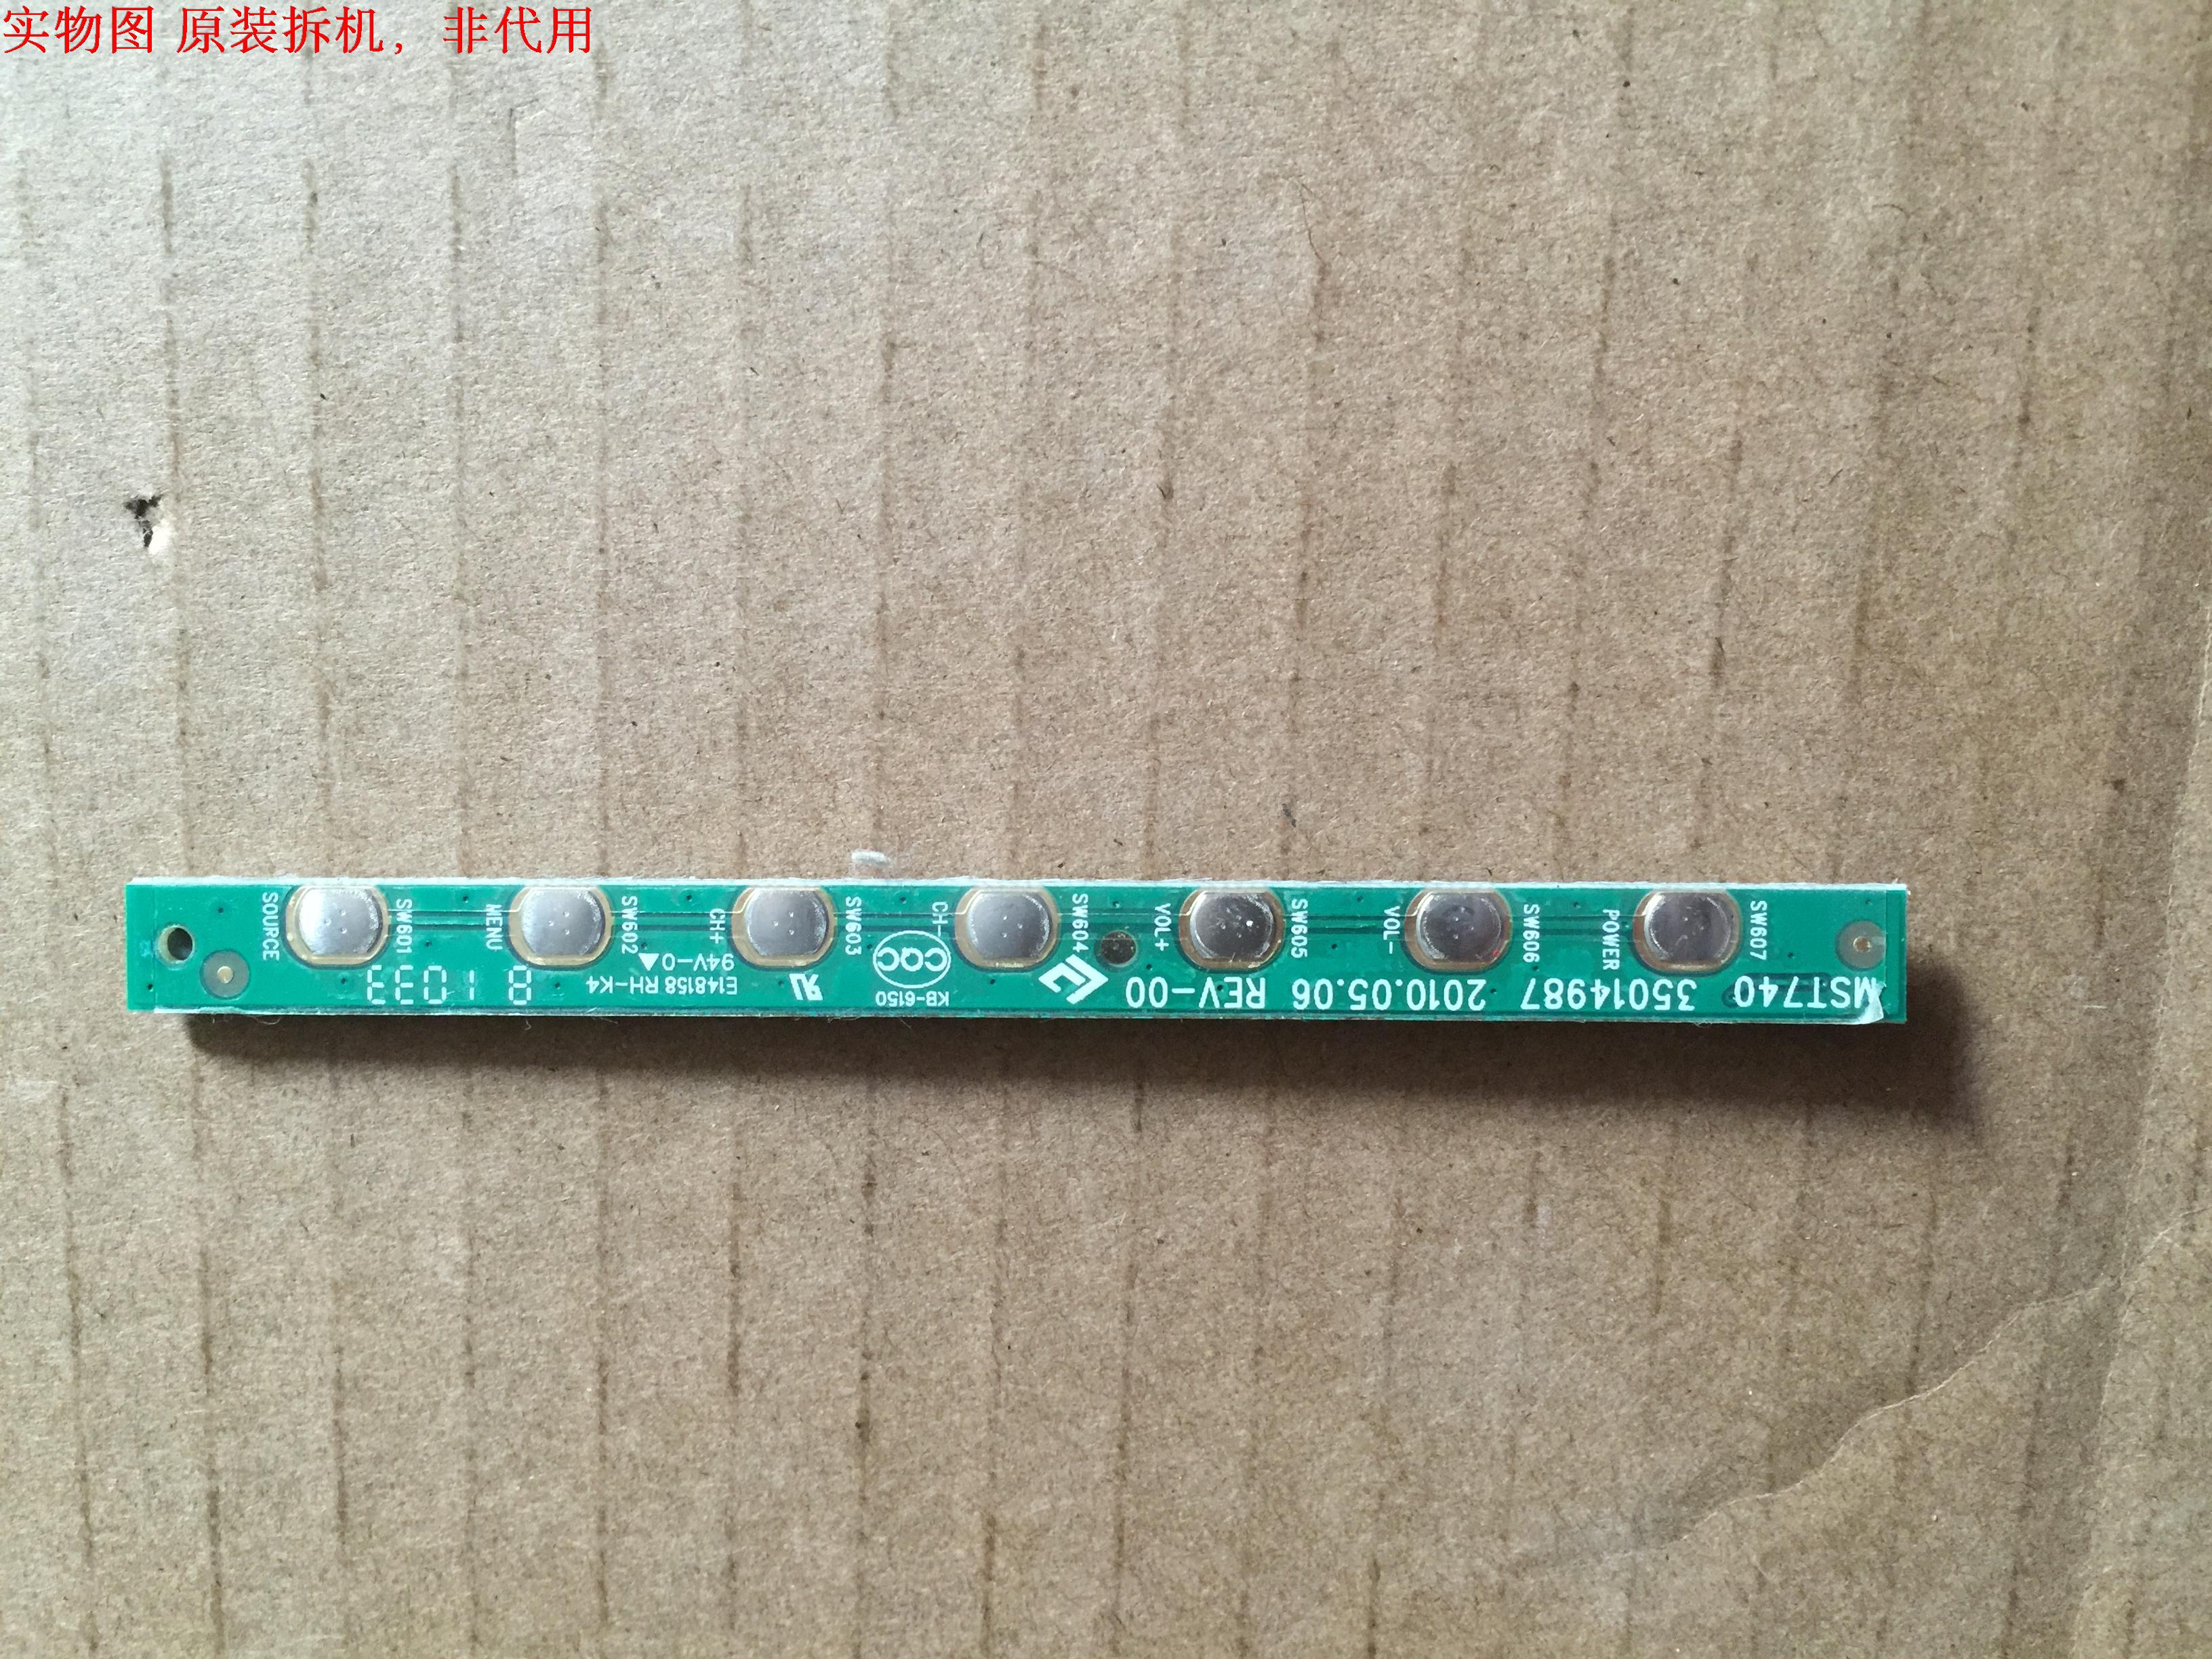 实物图 原装拆机，非代用
SOURCE
SW601
MENU
SW602
CH+
SW603
CH-
SW604
VOL+
SW605
VOL-
SW606
POWER
SW607
MST740 35014987 2010.05.06 REV-00
CQC
KB-6150
E148158 RH-K4
94V-0
8 1033